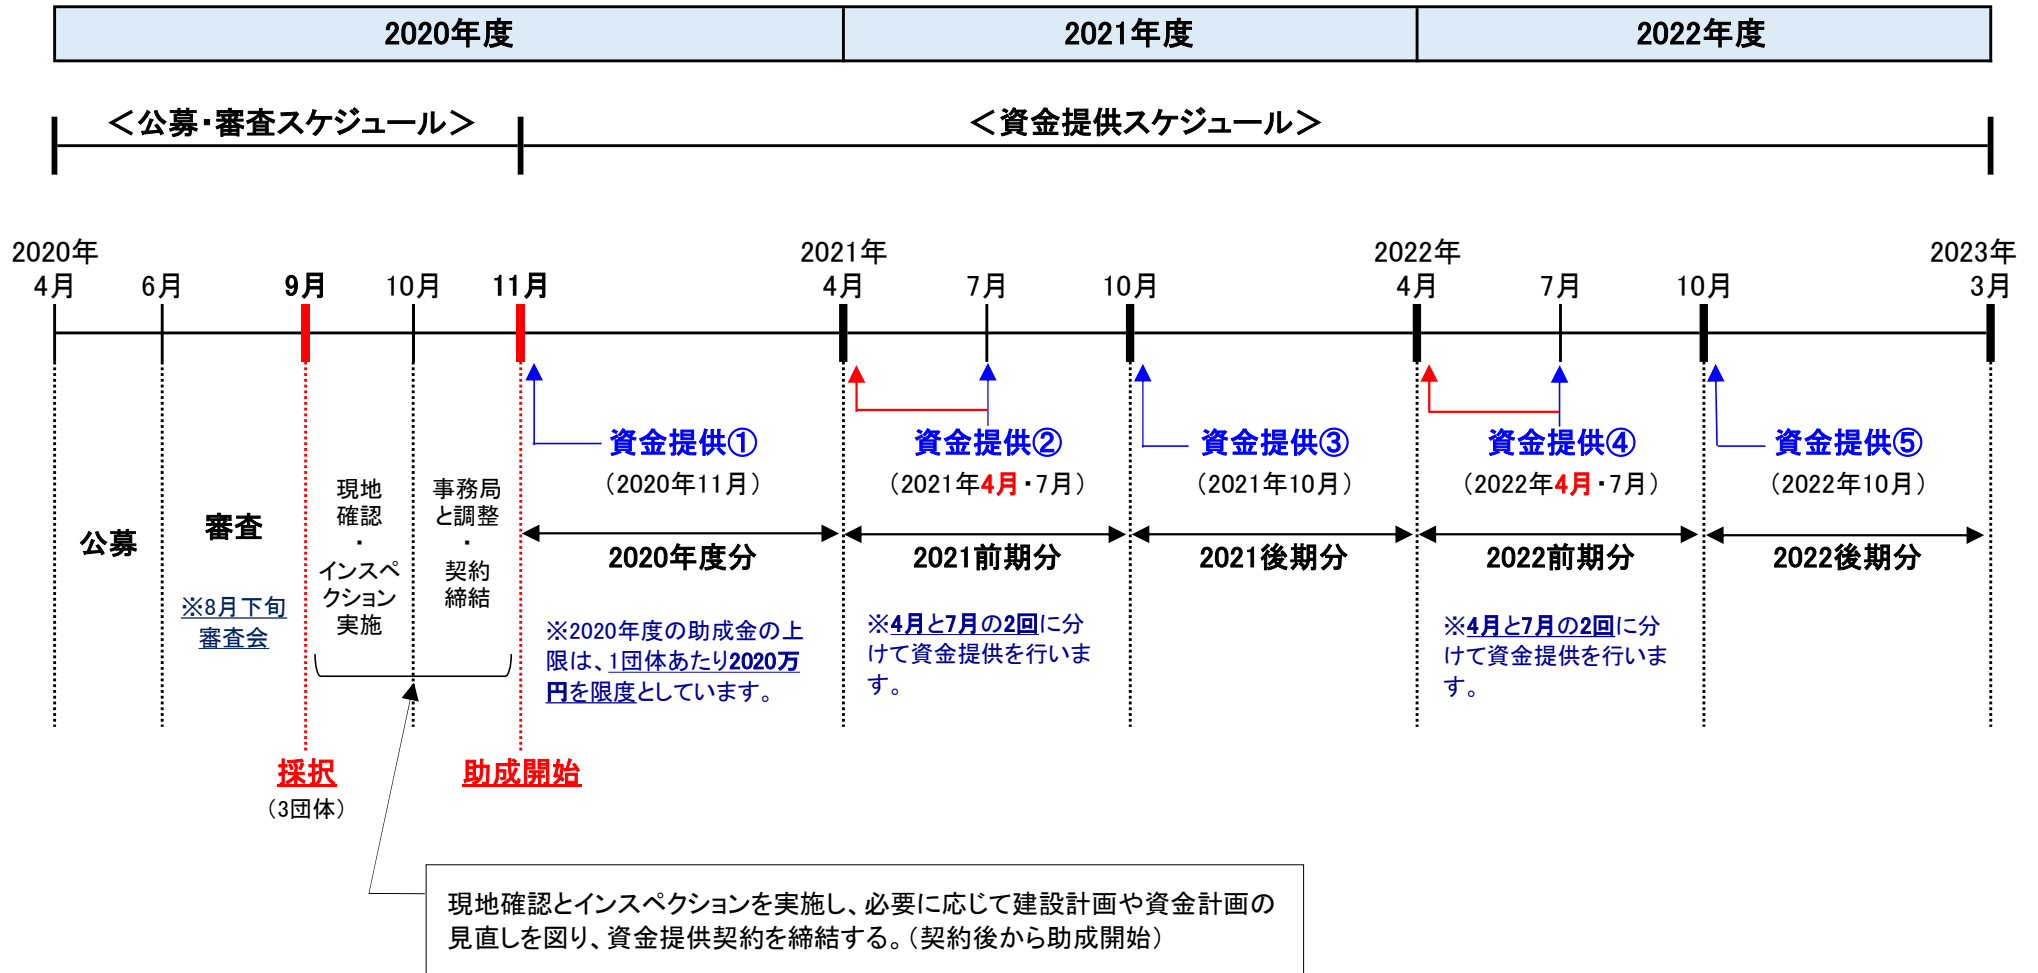 2020年度
2021年度
2022年度
＜公募・審査スケジュール＞
＜資金提供スケジュール＞
2020年
4月
6月
9月
10月
11月
2021年
4月
7月
10月
2022年
4月
7月
10月
2023年
3月
公募
審査
※8月下旬
審査会
現地
確認
・
インスペ
クション
実施
事務局
と調整
・
契約
締結
資金提供①
（2020年11月）
2020年度分
※2020年度の助成金の上
限は、1団体あたり2020万
円を限度としています。
資金提供②
（2021年4月・7月）
2021前期分
※4月と7月の2回に分
けて資金提供を行いま
す。
資金提供③
（2021年10月）
2021後期分
資金提供④
（2022年4月・7月）
2022前期分
※4月と7月の2回に分
けて資金提供を行いま
す。
資金提供⑤
（2022年10月）
2022後期分
採択
（3団体）
助成開始
現地確認とインスペクションを実施し、必要に応じて建設計画や資金計画の
見直しを図り、資金提供契約を締結する。（契約後から助成開始）